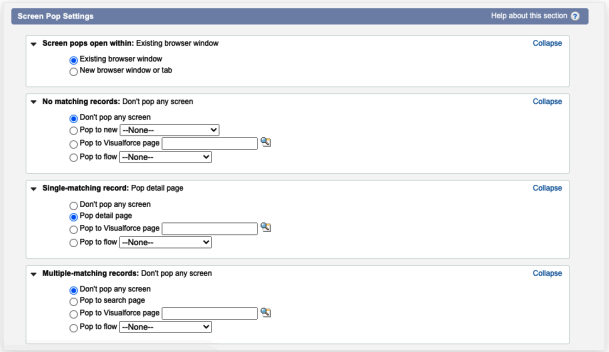 Screen Pop Settings
Help about this section ?
Screen pops open within: Existing browser window
Collapse
Existing browser window
New browser window or tab
No matching records: Don't pop any screen
Collapse
Don't pop any screen
Pop to new --None--
Pop to Visualforce page
Pop to flow --None--
Single-matching record: Pop detail page
Collapse
Don't pop any screen
Pop detail page
Pop to Visualforce page
Pop to flow --None--
Multiple-matching records: Don't pop any screen
Collapse
Don't pop any screen
Pop to search page
Pop to Visualforce page
Pop to flow --None--